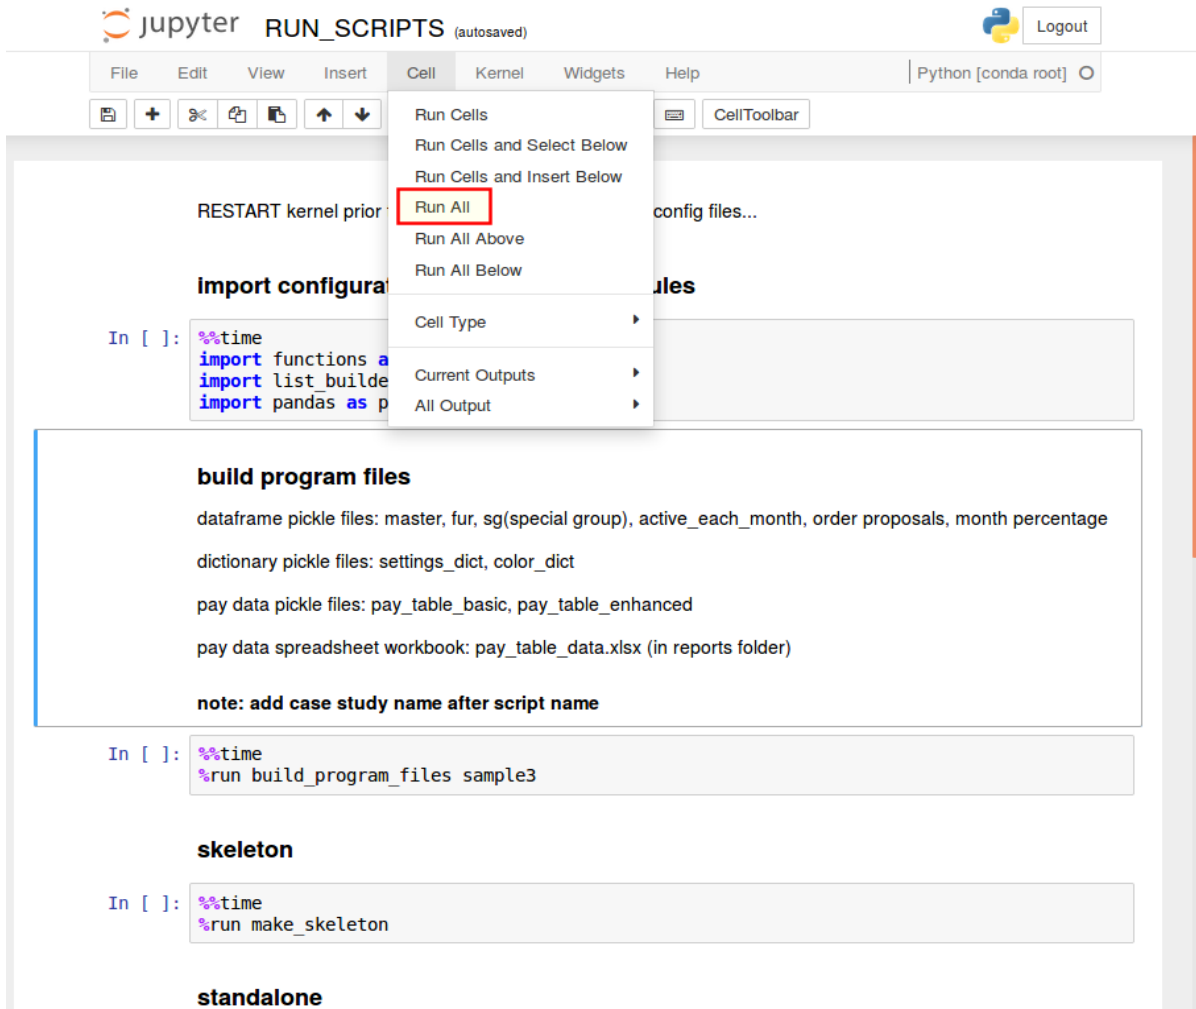 jupyter RUN_SCRIPTS (autosaved) Logout
File Edit View Insert Cell Kernel Widgets Help Python [conda root]
CellToolbar
Run Cells
Run Cells and Select Below
Run Cells and Insert Below
Run All
Run All Above
Run All Below
Cell Type
Current Outputs
All Output
RESTART kernel prior config files...
import configurat ules
In [ ]: %%time
import functions a
import list_builde
import pandas as p
build program files
dataframe pickle files: master, fur, sg(special group), active_each_month, order proposals, month percentage
dictionary pickle files: settings_dict, color_dict
pay data pickle files: pay_table_basic, pay_table_enhanced
pay data spreadsheet workbook: pay_table_data.xlsx (in reports folder)
note: add case study name after script name
In [ ]: %%time
%run build_program_files sample3
skeleton
In [ ]: %%time
%run make_skeleton
standalone